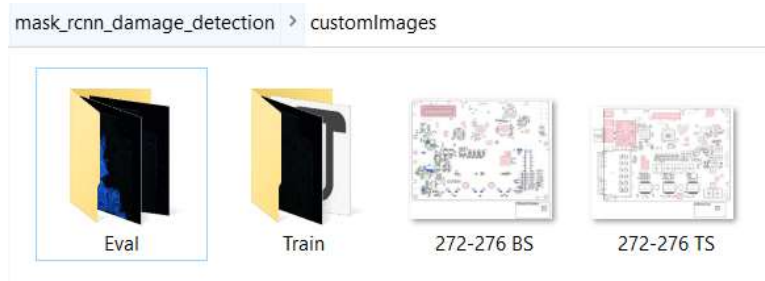 mask_rcnn_damage_detection > customImages
Eval
Train
272-276 BS
272-276 TS